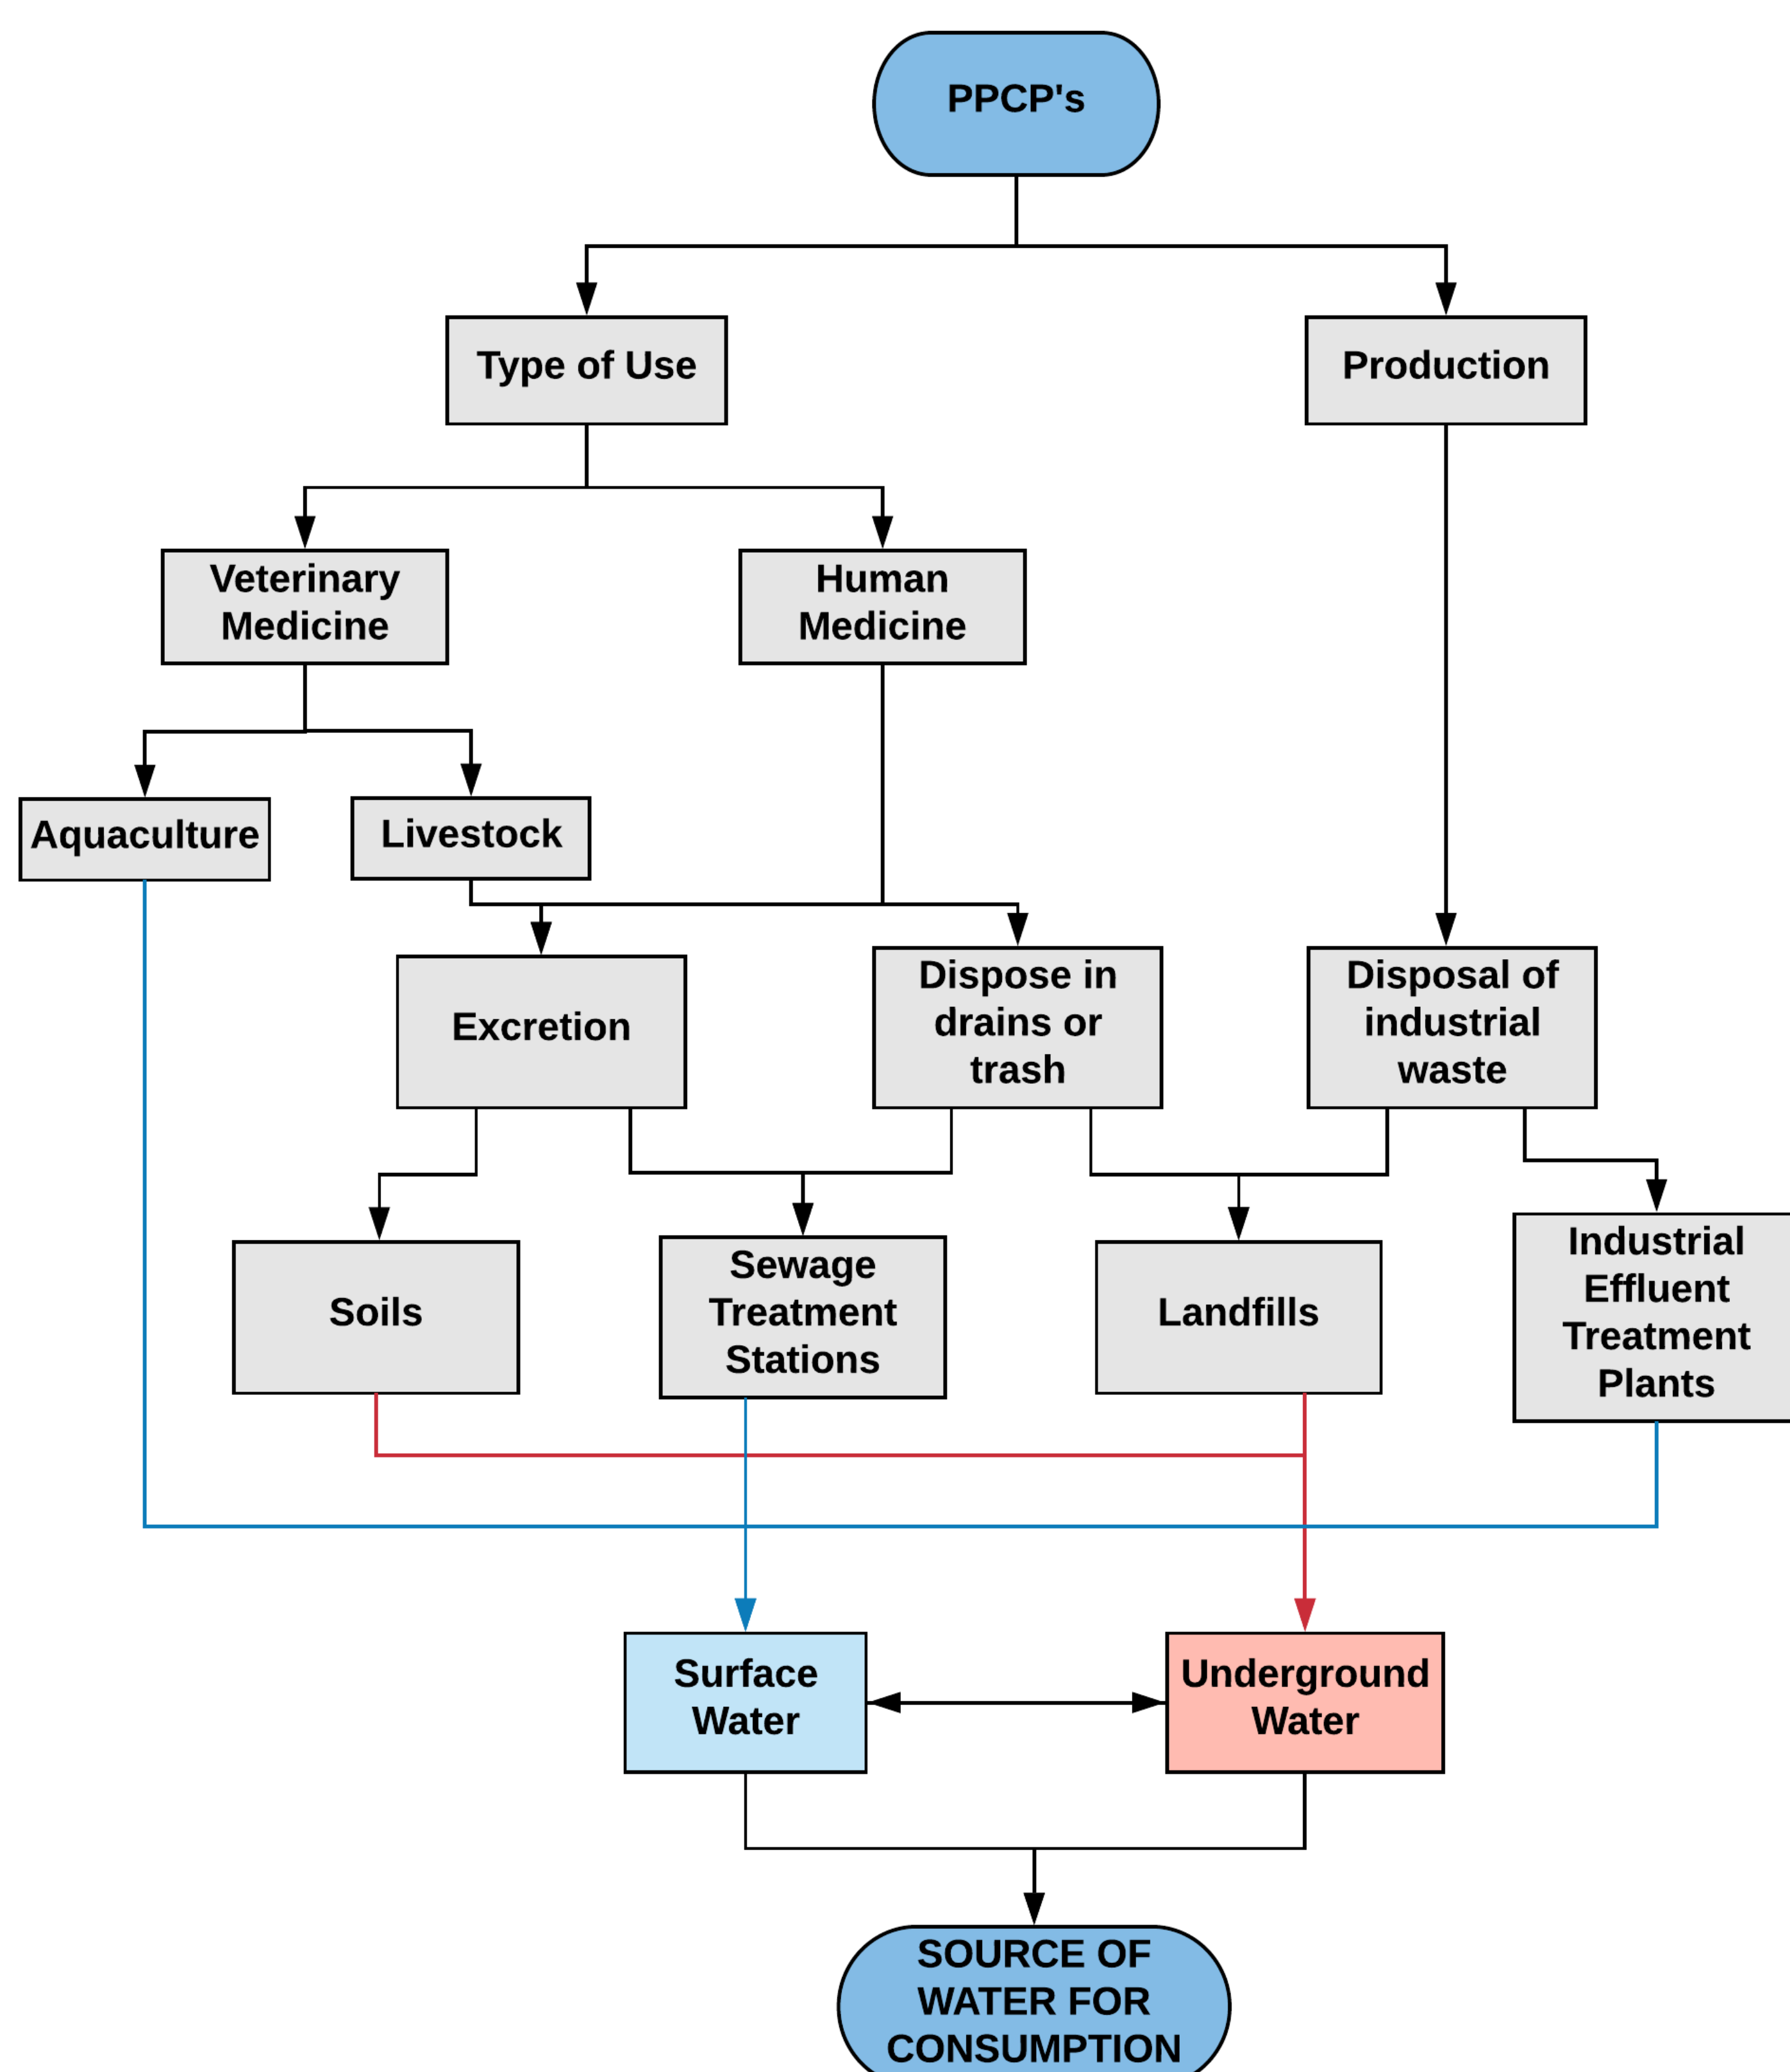 PPCP's
Type of Use
Production
Veterinary
Medicine
Human
Medicine
Aquaculture
Livestock
Excretion
Dispose in
drains or
trash
Disposal of
industrial
waste
Soils
Sewage
Treatment
Stations
Landfills
Industrial
Effluent
Treatment
Plants
Surface
Water
Underground
Water
SOURCE OF
WATER FOR
CONSUMPTION